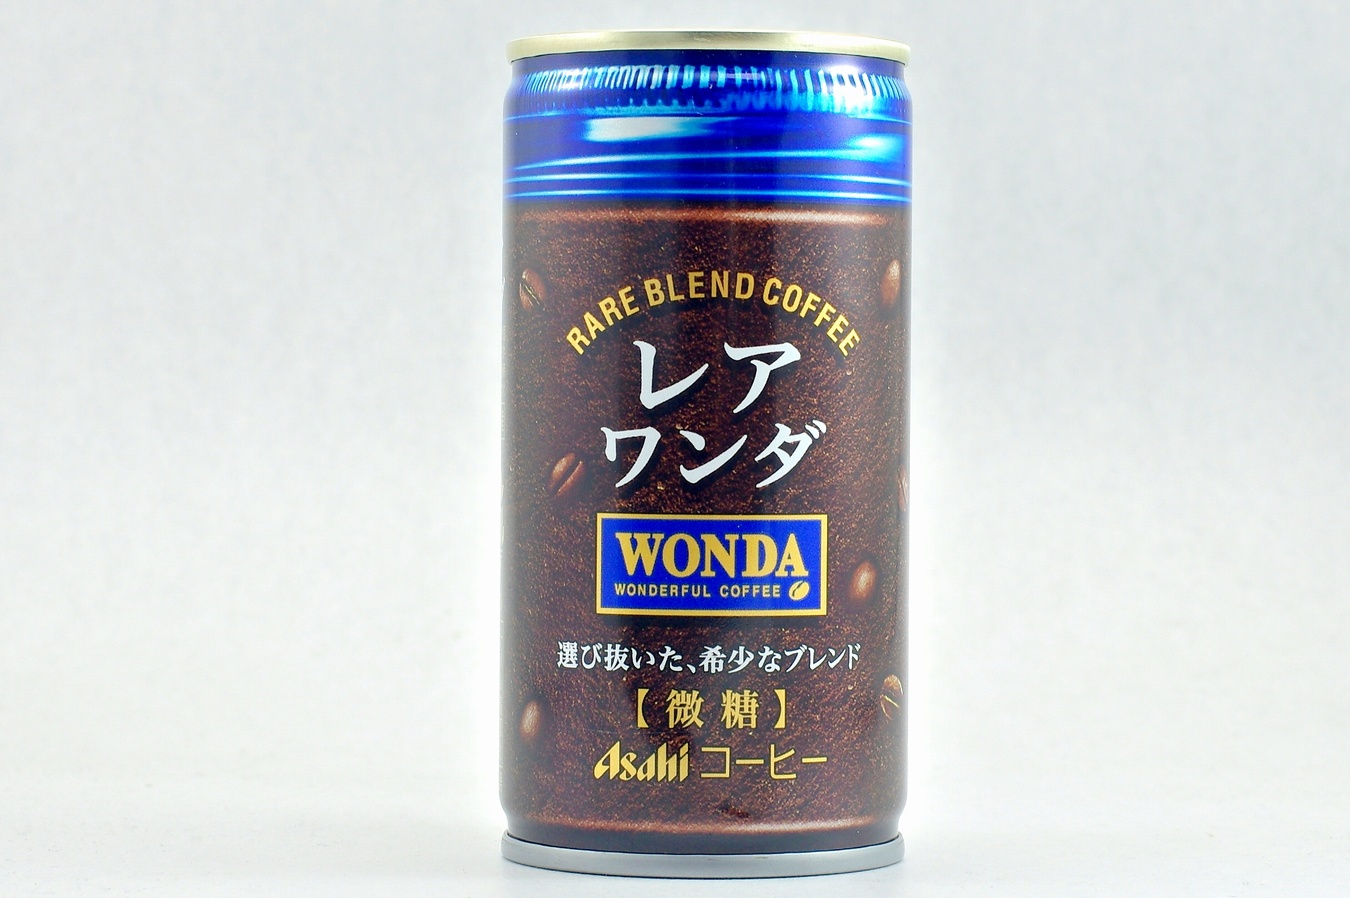 RARE BLEND COFFEE
レア
ワンダ
WONDA
WONDERFUL COFFEE
選び抜いた、希少なブレンド
【微糖】
Asahi コーヒー